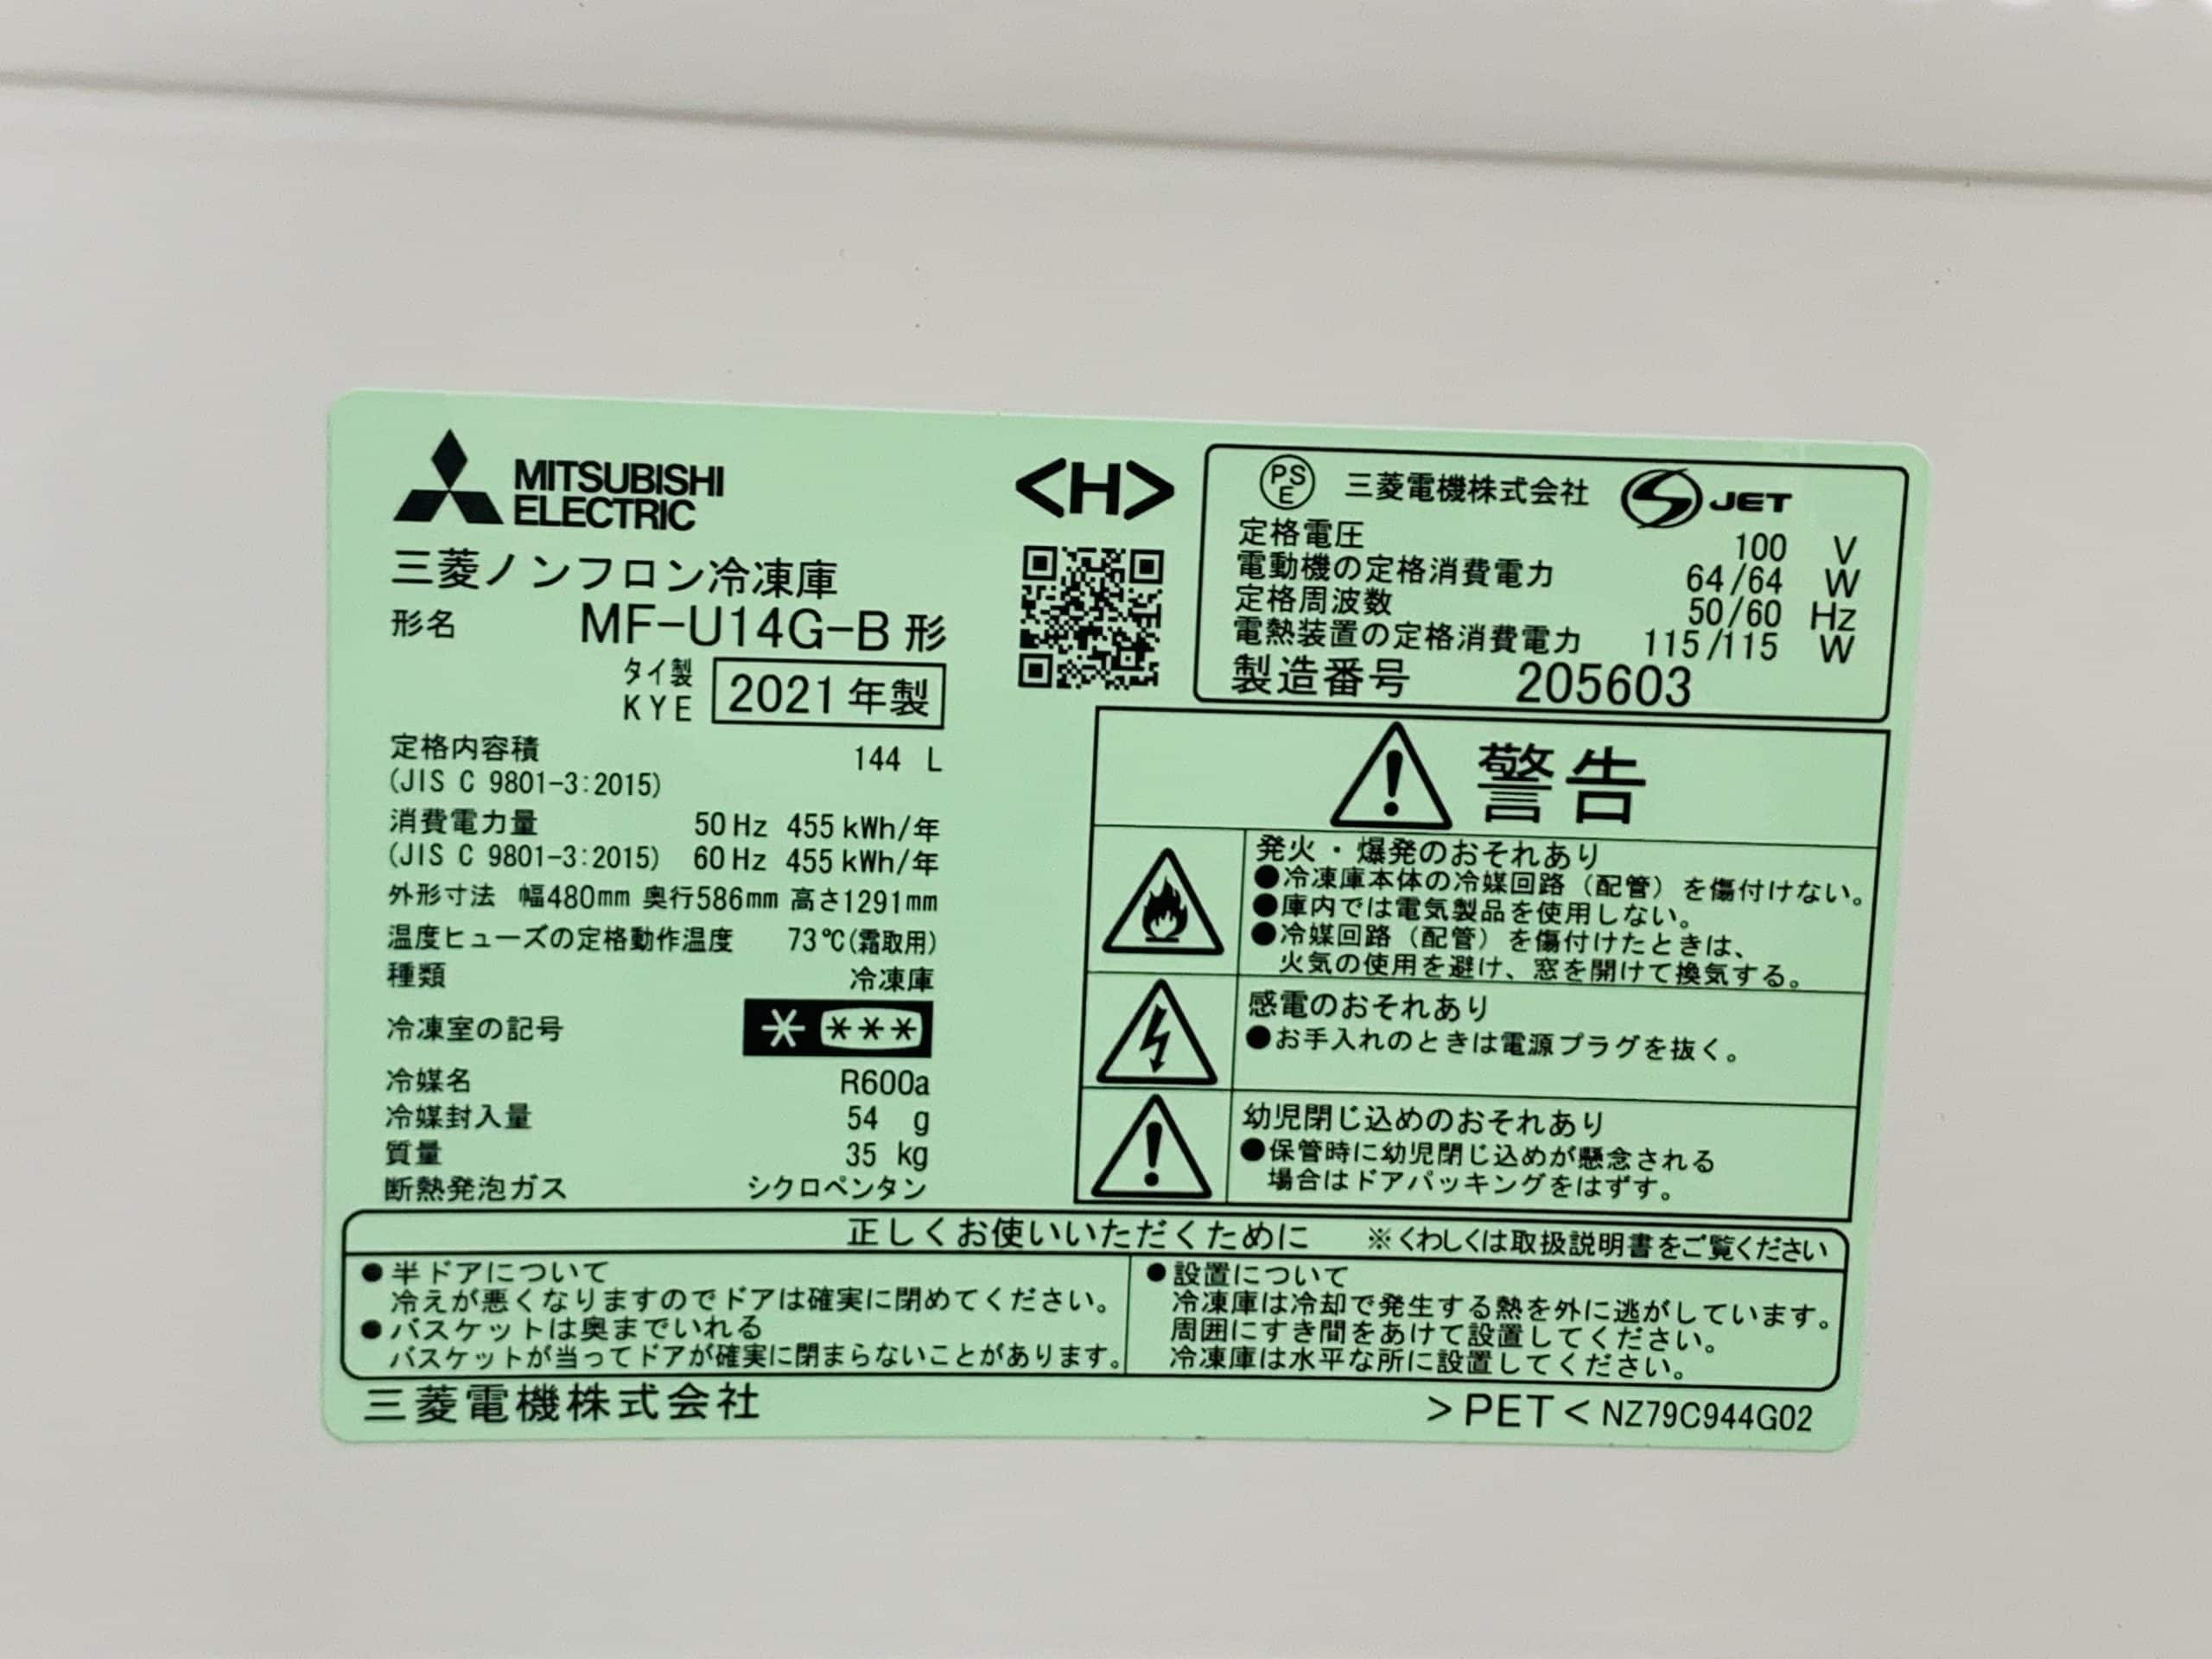 MITSUBISHI
ELECTRIC
三菱ノンフロン冷凍庫
形名 MF-U14G-B 形
タイ製
KYE 2021年製
定格内容積 144 L
(JIS C 9801-3:2015)
消費電力量 50Hz 455kWh/年
(JIS C 9801-3:2015) 60Hz 455kWh/年
外形寸法 幅480mm 奥行586mm 高さ1291mm
温度ヒューズの定格動作温度 73℃(霜取用)
種類 冷凍庫
冷凍室の記号 * ***
冷媒名 R600a
冷媒封入量 54 g
質量 35 kg
断熱発泡ガス シクロペンタン
<H>
PS
E
三菱電機株式会社 S JET
定格電圧 100 V
電動機の定格消費電力 64/64 W
定格周波数 50/60 Hz
電熱装置の定格消費電力 115/115 W
製造番号 205603
警告
発火・爆発のおそれあり
●冷凍庫本体の冷媒回路(配管)を傷付けない。
●庫内では電気製品を使用しない。
●冷媒回路(配管)を傷付けたときは、
火気の使用を避け、窓を開けて換気する。
感電のおそれあり
●お手入れのときは電源プラグを抜く。
幼児閉じ込めのおそれあり
●保管時に幼児閉じ込めが懸念される
場合はドアパッキングをはずす。
正しくお使いいただくために ※くわしくは取扱説明書をご覧ください
●半ドアについて
冷えが悪くなりますのでドアは確実に閉めてください。
●バスケットは奥までいれる
バスケットが当ってドアが確実に閉まらないことがあります。
●設置について
冷凍庫は冷却で発生する熱を外に逃がしています。
周囲にすき間をあけて設置してください。
冷凍庫は水平な所に設置してください。
三菱電機株式会社
>PET< NZ79C944G02